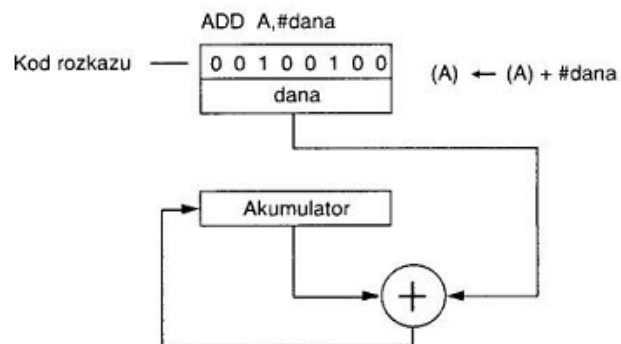 ADD A,#dana
Kod rozkazu
0 0 1 0 0 1 0 0
(A) ← (A) + #dana
dana
Akumulator
+